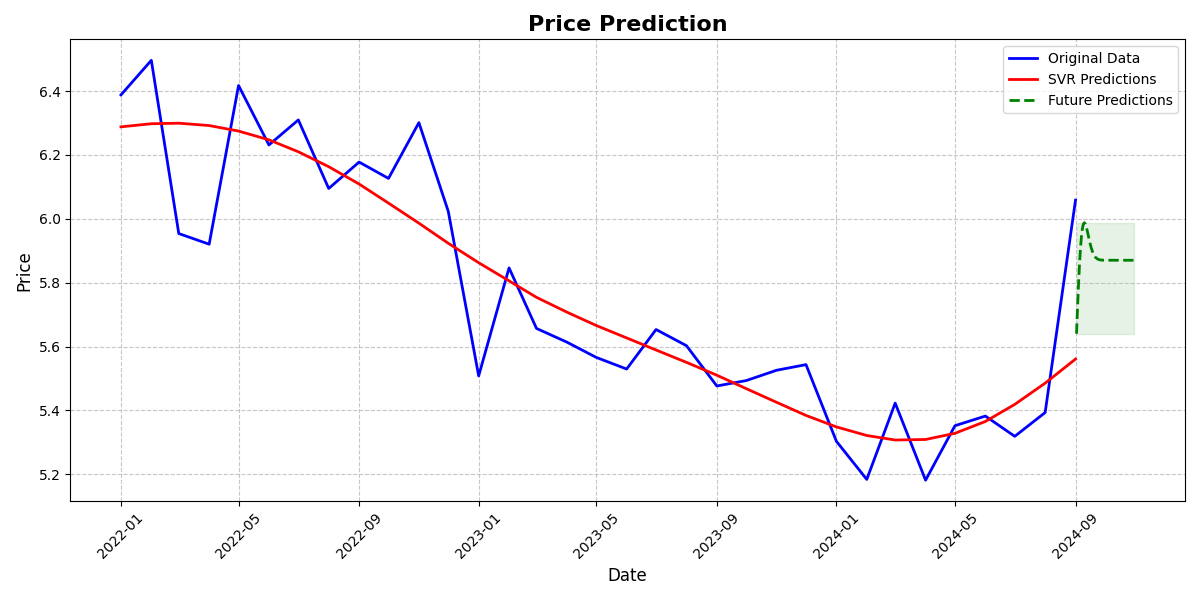 Price Prediction
Original Data
SVR Predictions
Future Predictions
Price
6.4
6.2
6.0
5.8
5.6
5.4
5.2
2022-01
2022-05
2022-09
2023-01
2023-05
2023-09
2024-01
2024-05
2024-09
Date